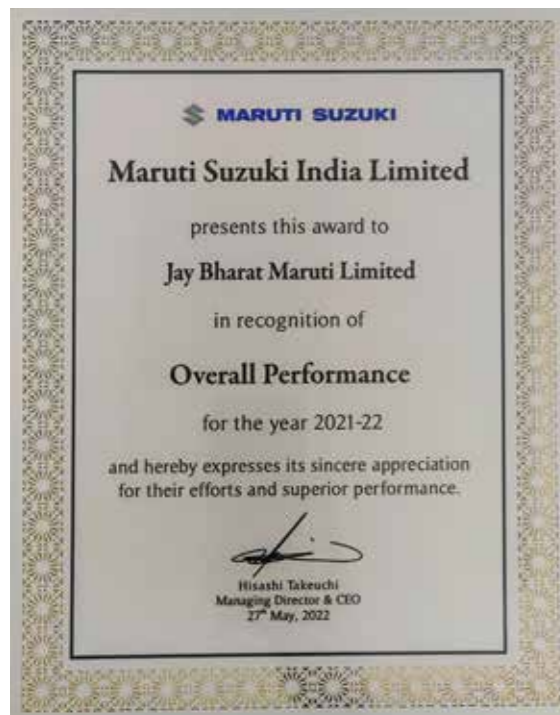 MARUTI SUZUKI
Maruti Suzuki India Limited
presents this award to
Jay Bharat Maruti Limited
in recognition of
Overall Performance
for the year 2021-22
and hereby expresses its sincere appreciation
for their efforts and superior performance.
Hisashi Takeuchi
Managing Director & CEO
27th May, 2022